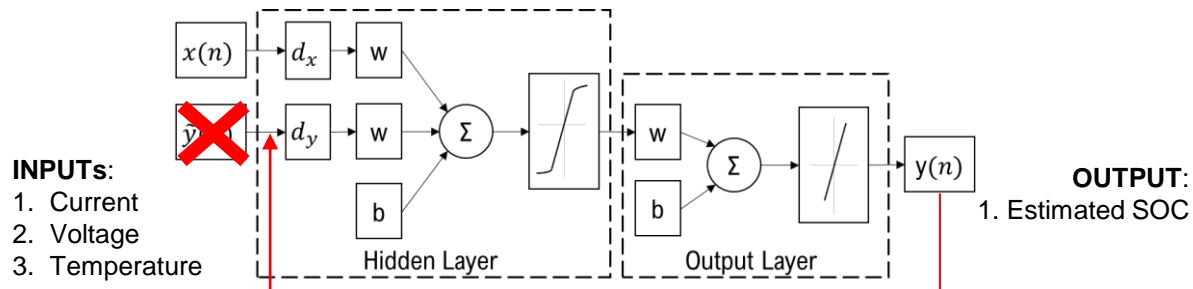 x(n)
d_x
w
ỹ
d_y
w
Σ
b
Hidden Layer
w
Σ
b
Output Layer
y(n)
INPUTs:
1. Current
2. Voltage
3. Temperature
OUTPUT:
1. Estimated SOC